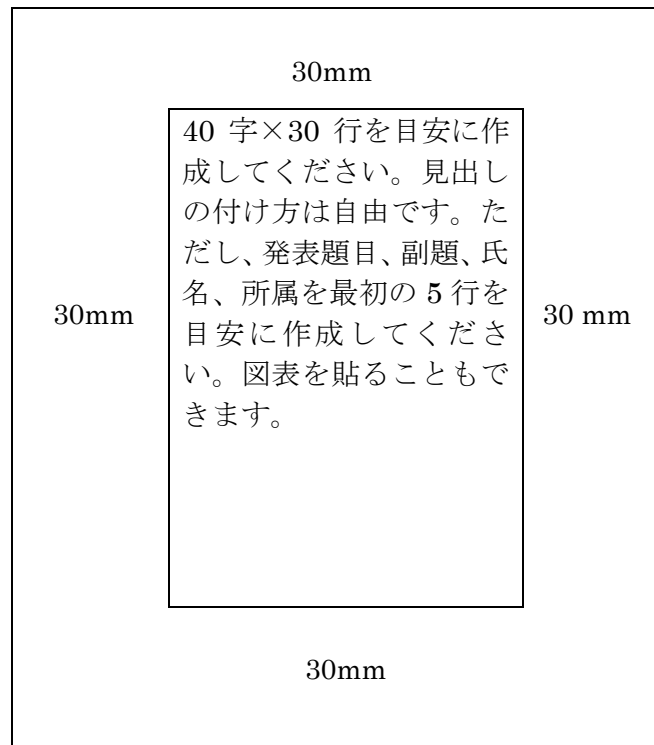 30mm
40 字×30 行を目安に作
成してください。見出し
の付け方は自由です。た
だし、発表題目、副題、氏
名、所属を最初の 5 行を
目安に作成してくださ
い。図表を貼ることもで
きます。
30mm
30 mm
30mm